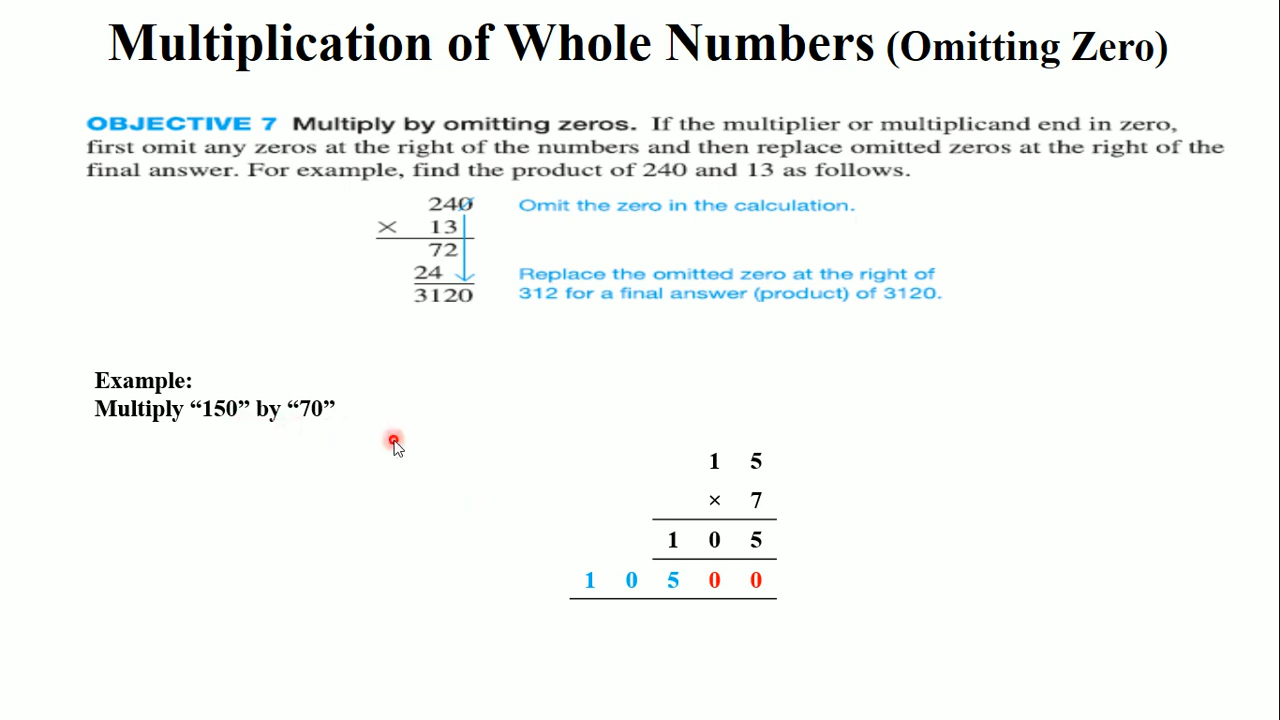 Multiplication of Whole Numbers (Omitting Zero)
OBJECTIVE 7 Multiply by omitting zeros. If the multiplier or multiplicand end in zero,
first omit any zeros at the right of the numbers and then replace omitted zeros at the right of the
final answer. For example, find the product of 240 and 13 as follows.
240 Omit the zero in the calculation.
× 13
72
24 Replace the omitted zero at the right of
3120 312 for a final answer (product) of 3120.
Example:
Multiply “150” by “70”
1 5
× 7
1 0 5
1 0 5 0 0